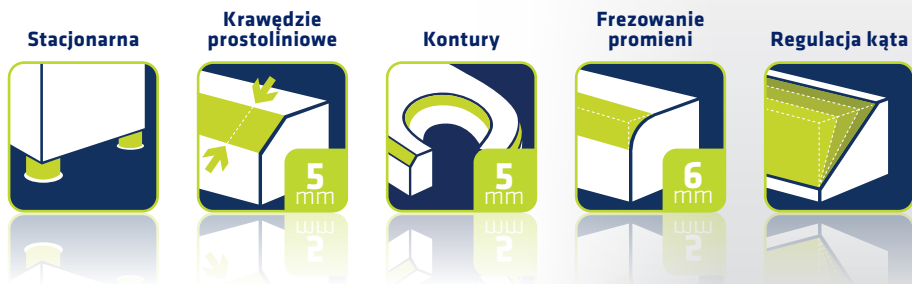 Stacjonarna
Krawędzie
prostoliniowe
Kontury
Frezowanie
promieni
Regulacja kąta
5
mm
5
mm
6
mm